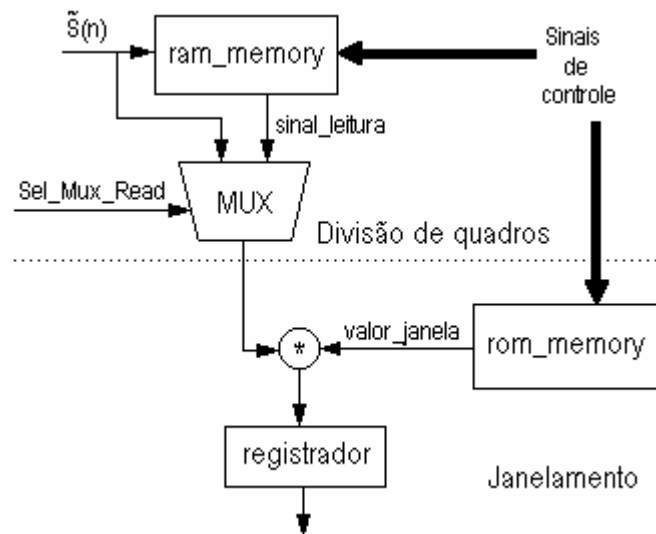 s̃(n)
ram_memory
Sinais
de
controle
sinal_leitura
Sel_Mux_Read
MUX
Divisão de quadros
*
valor_janela
rom_memory
registrador
Janelamento